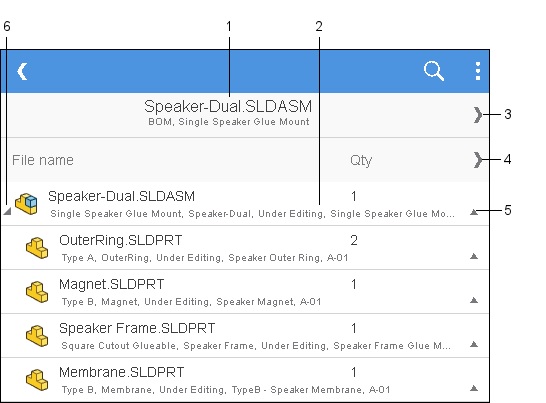 6 1 2
Speaker-Dual.SLDASM
BOM, Single Speaker Glue Mount
3
File name Qty
4
Speaker-Dual.SLDASM 1
Single Speaker Glue Mount, Speaker-Dual, Under Editing, Single Speaker Glue Mo...
5
OuterRing.SLDPRT 2
Type A, OuterRing, Under Editing, Speaker Outer Ring, A-01
Magnet.SLDPRT 1
Type B, Magnet, Under Editing, Speaker Magnet, A-01
Speaker Frame.SLDPRT 1
Square Cutout Glueable, Speaker Frame, Under Editing, Speaker Frame Glue M...
Membrane.SLDPRT 1
Type B, Membrane, Under Editing, TypeB - Speaker Membrane, A-01